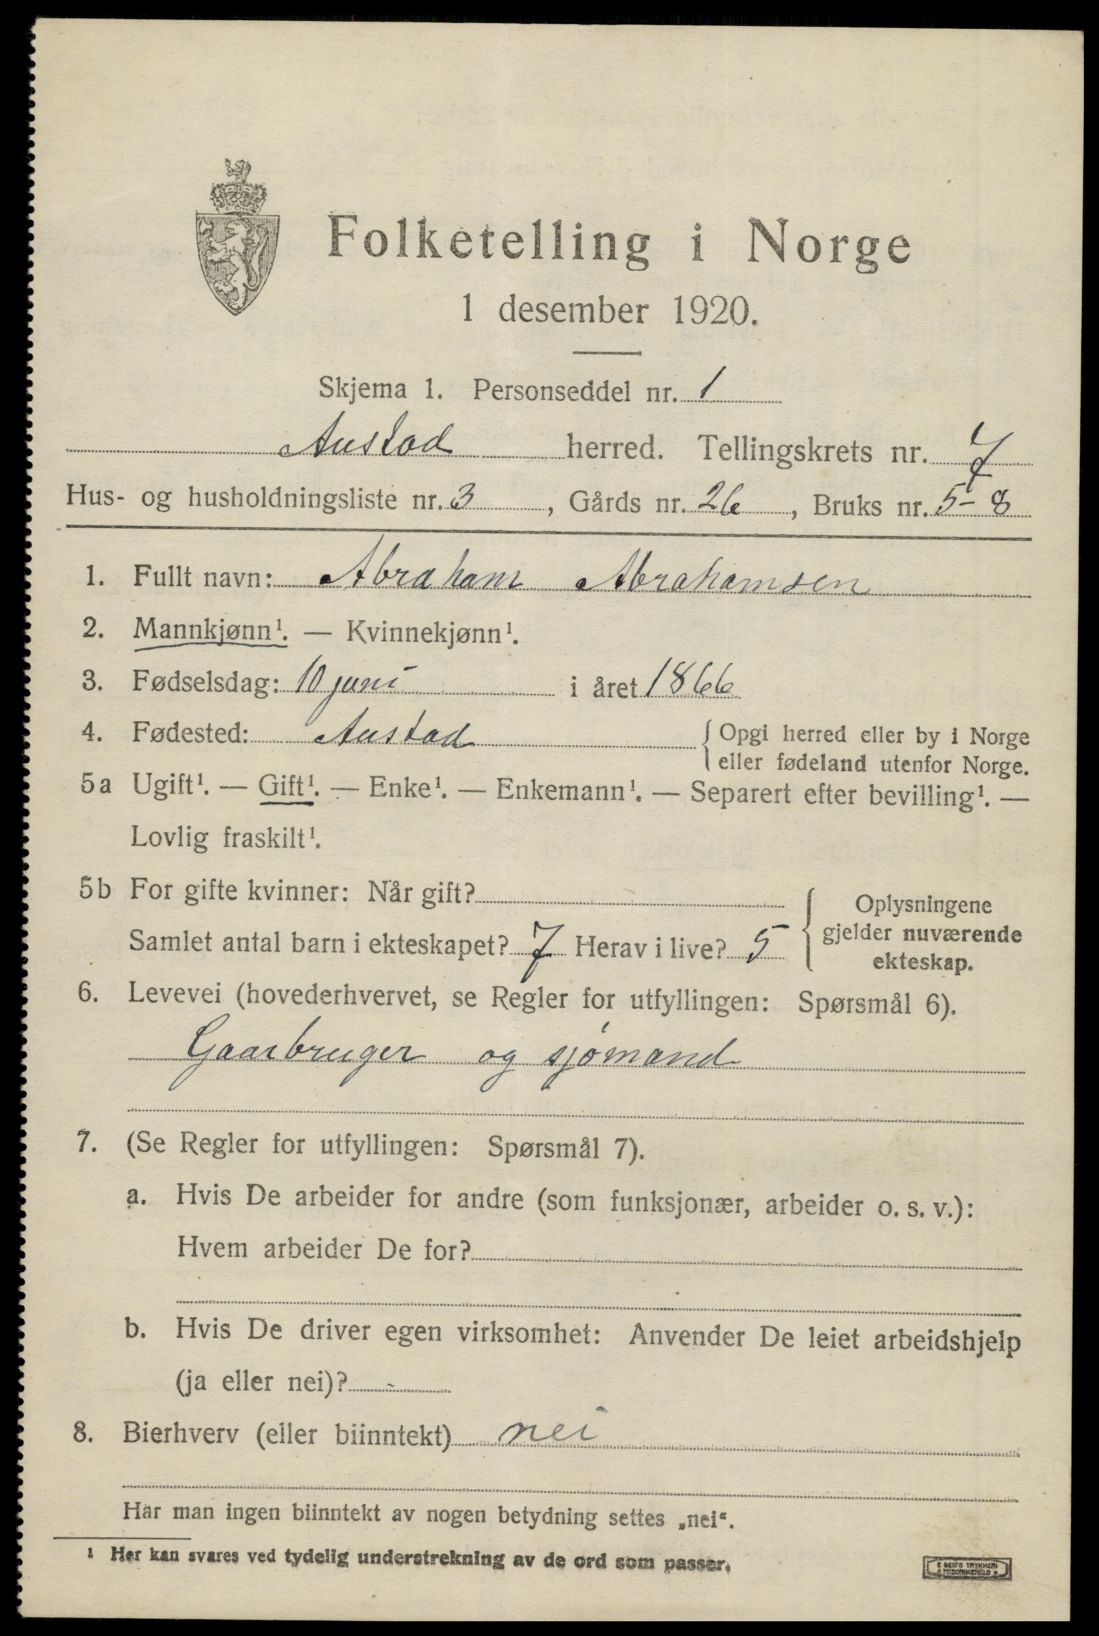 Folketelling i Norge
1 desember 1920.
Skjema 1. Personseddel nr. 1
Austad herred. Tellingskrets nr. 7
Hus- og husholdningsliste nr. 3, Gårds nr. 26, Bruks nr. 5-8
1. Fullt navn: Abraham Abrahamsen
2. Mannkjønn¹. — Kvinnekjønn¹.
3. Fødselsdag: 10 juni i året 1866
4. Fødested: Austad { Opgi herred eller by i Norge
eller fødeland utenfor Norge.
5a Ugift¹. — Gift¹. — Enke¹. — Enkemann¹. — Separert efter bevilling¹. —
Lovlig fraskilt¹.
5b For gifte kvinner: Når gift?
Samlet antal barn i ekteskapet? 7 Herav i live? 5
{ Oplysningene
gjelder nuværende
ekteskap.
6. Levevei (hovederhvervet, se Regler for utfyllingen: Spørsmål 6).
Gaarbruger og sjømand
7. (Se Regler for utfyllingen: Spørsmål 7).
a. Hvis De arbeider for andre (som funksjonær, arbeider o. s. v.):
Hvem arbeider De for?
b. Hvis De driver egen virksomhet: Anvender De leiet arbeidshjelp
(ja eller nei)? -
8. Bierhverv (eller biinntekt) nei
Har man ingen biinntekt av nogen betydning settes „nei“.
¹ Her kan svares ved tydelig understrekning av de ord som passer.